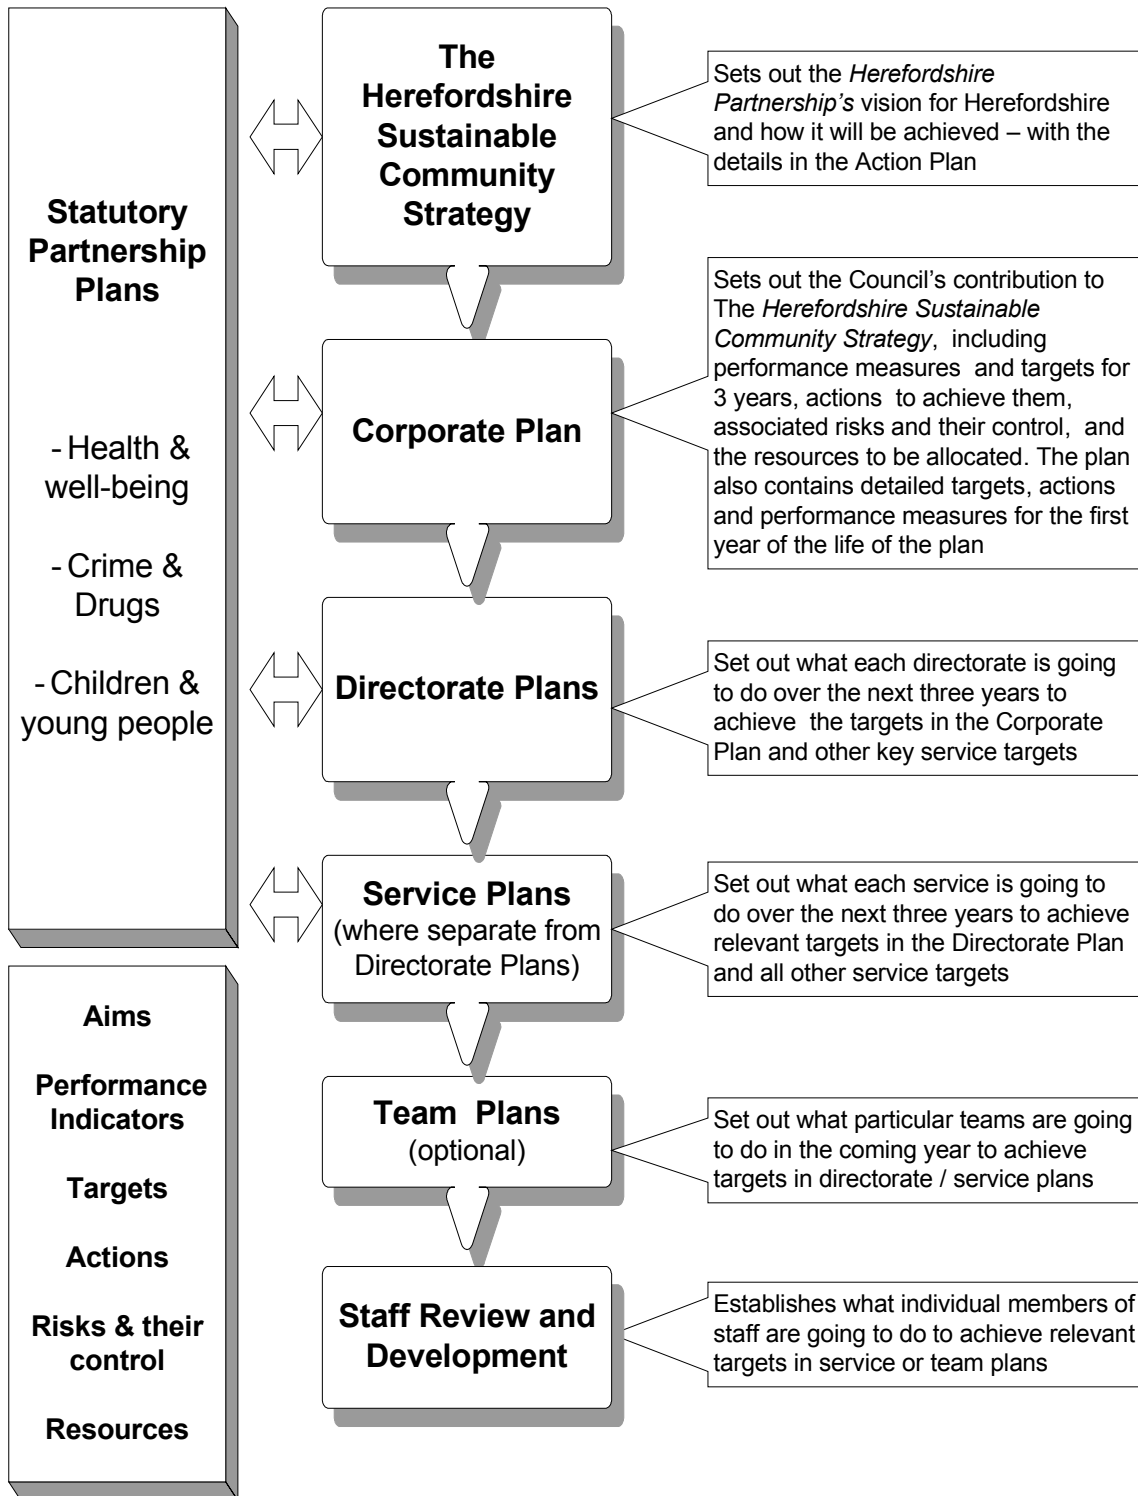 Statutory
Partnership
Plans
- Health &
well-being
- Crime &
Drugs
- Children &
young people
Aims
Performance
Indicators
Targets
Actions
Risks & their
control
Resources
The
Herefordshire
Sustainable
Community
Strategy
Sets out the Herefordshire
Partnership's vision for Herefordshire
and how it will be achieved – with the
details in the Action Plan
Corporate Plan
Sets out the Council's contribution to
The Herefordshire Sustainable
Community Strategy, including
performance measures and targets for
3 years, actions to achieve them,
associated risks and their control, and
the resources to be allocated. The plan
also contains detailed targets, actions
and performance measures for the first
year of the life of the plan
Directorate Plans
Set out what each directorate is going
to do over the next three years to
achieve the targets in the Corporate
Plan and other key service targets
Service Plans
(where separate from
Directorate Plans)
Set out what each service is going to
do over the next three years to achieve
relevant targets in the Directorate Plan
and all other service targets
Team Plans
(optional)
Set out what particular teams are going
to do in the coming year to achieve
targets in directorate / service plans
Staff Review and
Development
Establishes what individual members of
staff are going to do to achieve relevant
targets in service or team plans